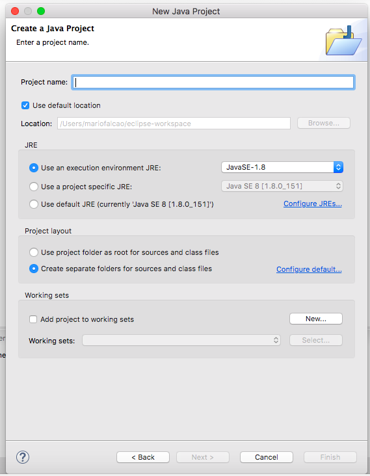 New Java Project
Create a Java Project
Enter a project name.
Project name:
Use default location
Location: /Users/mariofalcao/eclipse-workspace Browse...
JRE
Use an execution environment JRE: JavaSE-1.8
Use a project specific JRE: Java SE 8 [1.8.0_151]
Use default JRE (currently 'Java SE 8 [1.8.0_151]') Configure JREs...
Project layout
Use project folder as root for sources and class files
Create separate folders for sources and class files Configure default...
Working sets
Add project to working sets New...
Working sets: Select...
? < Back Next > Cancel Finish